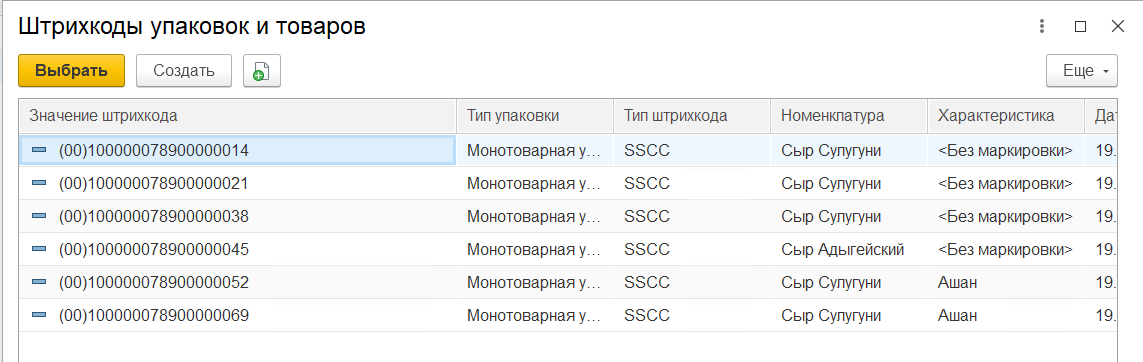 Штрихкоды упаковок и товаров
Выбрать Создать Еще
Значение штрихкода Тип упаковки Тип штрихкода Номенклатура Характеристика Дат
(00)100000078900000014 Монотоварная у... SSCC Сыр Сулугуни <Без маркировки> 19.
(00)100000078900000021 Монотоварная у... SSCC Сыр Сулугуни <Без маркировки> 19.
(00)100000078900000038 Монотоварная у... SSCC Сыр Сулугуни <Без маркировки> 19.
(00)100000078900000045 Монотоварная у... SSCC Сыр Адыгейский <Без маркировки> 19.
(00)100000078900000052 Монотоварная у... SSCC Сыр Сулугуни Ашан 19.
(00)100000078900000069 Монотоварная у... SSCC Сыр Сулугуни Ашан 19.